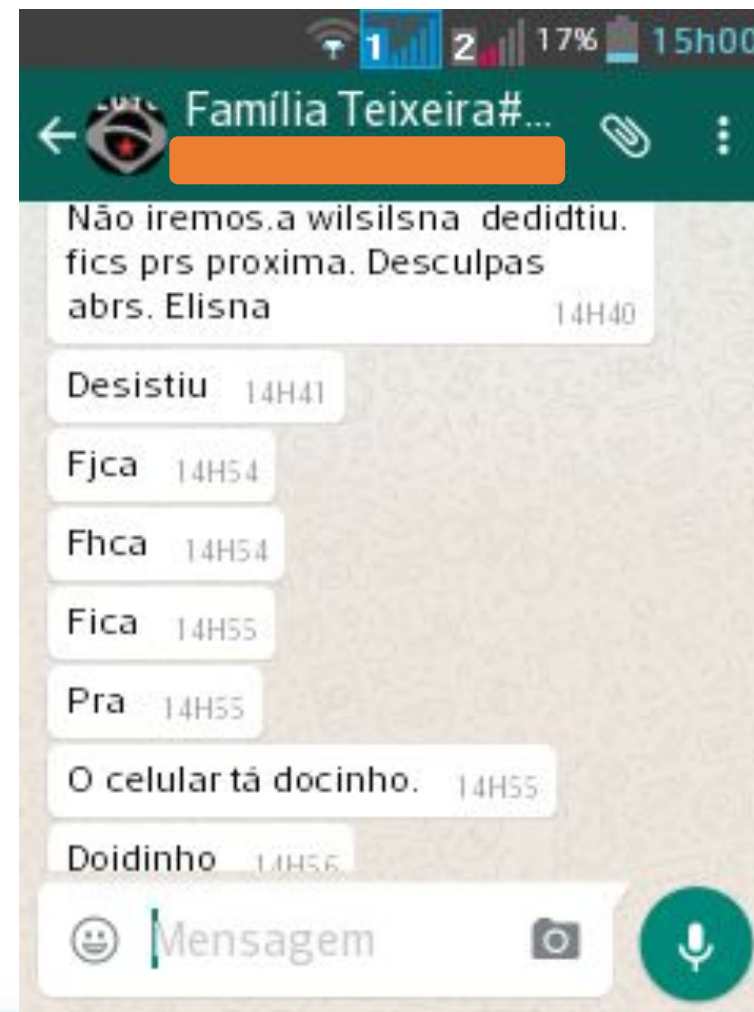 1 2 17% 15h00
Família Teixeira#...
Não iremos.a wilsilsna dedidtiu.
fics prs proxima. Desculpas
abrs. Elisna 14H40
Desistiu 14H41
Fjca 14H54
Fhca 14H54
Fica 14H55
Pra 14H55
O celular tá docinho. 14H55
Doidinho 14H56
Mensagem